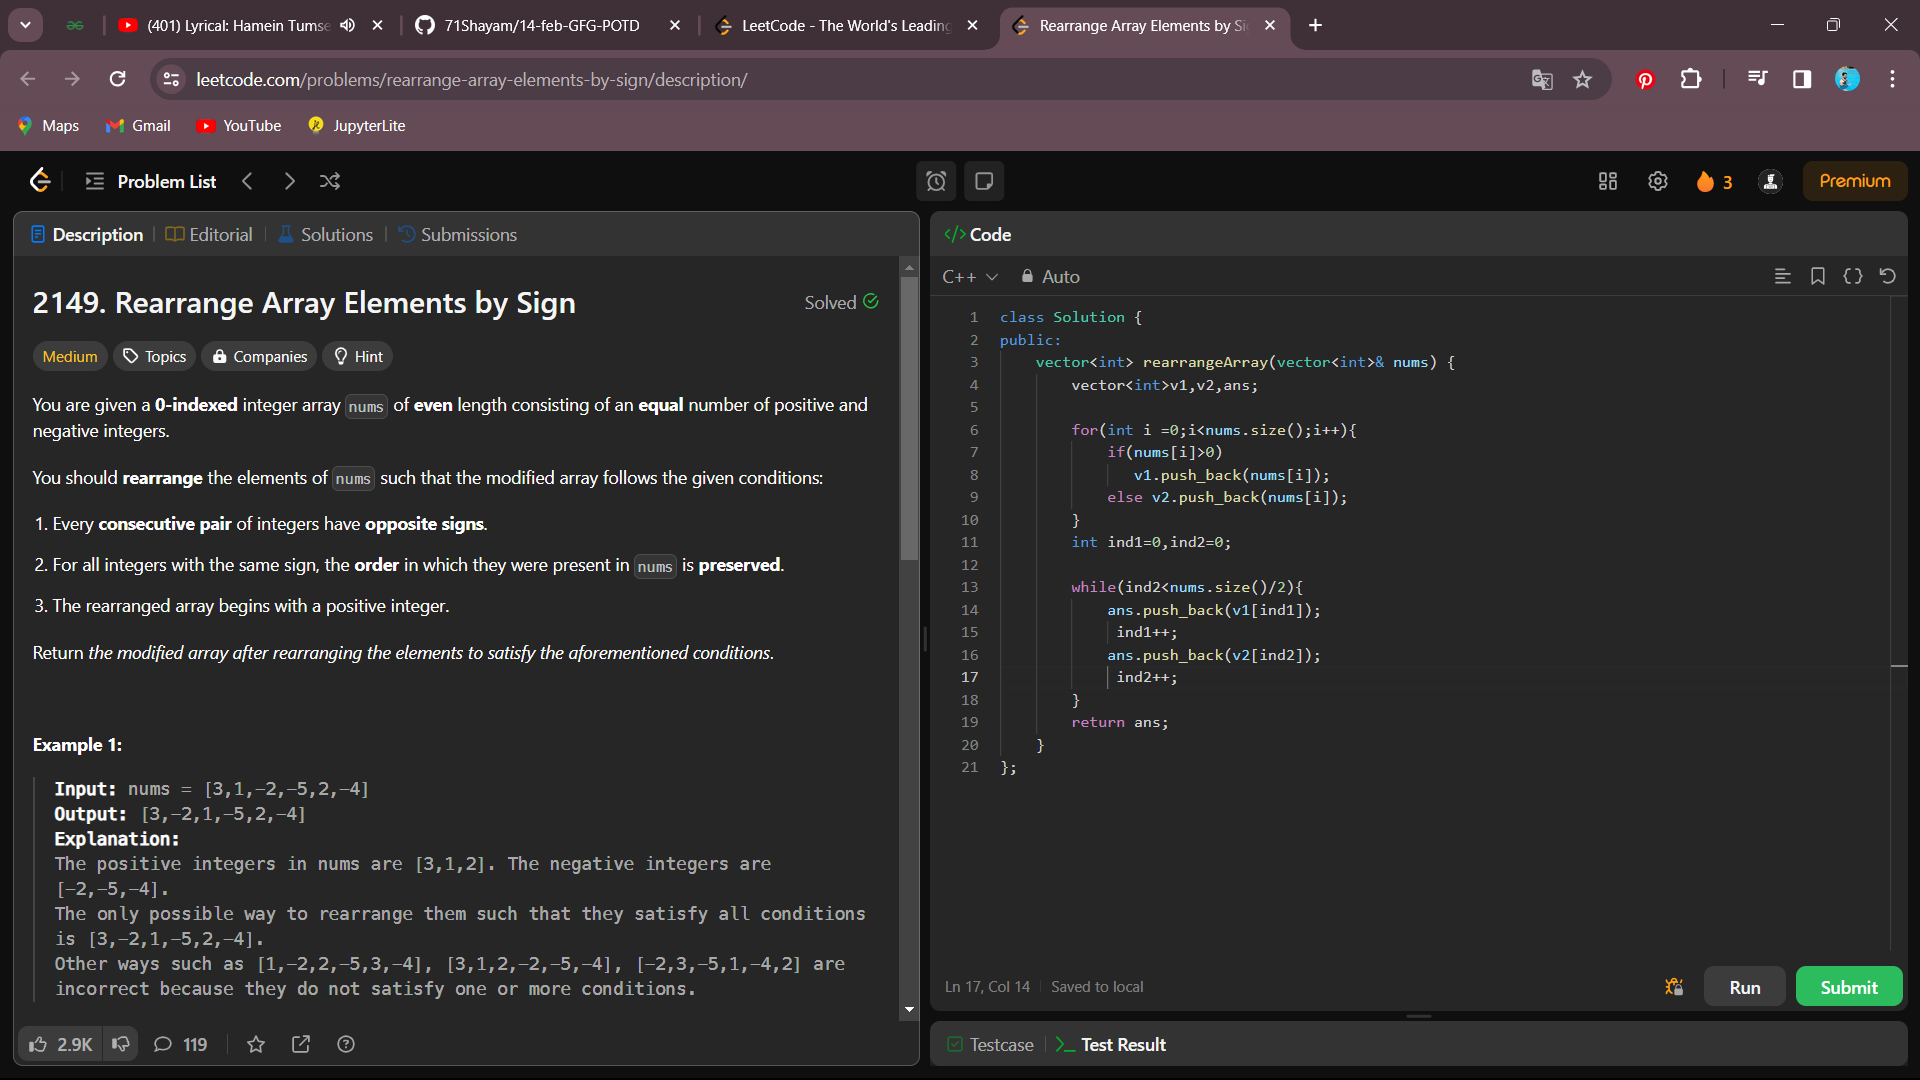 (401) Lyrical: Hamein Tumse
71Shayam/14-feb-GFG-POTD
LeetCode - The World's Leading
Rearrange Array Elements by Si
leetcode.com/problems/rearrange-array-elements-by-sign/description/
Maps
Gmail
YouTube
JupyterLite
Problem List
3
Premium
Description
Editorial
Solutions
Submissions
2149. Rearrange Array Elements by Sign
Solved
Medium
Topics
Companies
Hint
You are given a 0-indexed integer array nums of even length consisting of an equal number of positive and
negative integers.
You should rearrange the elements of nums such that the modified array follows the given conditions:
1. Every consecutive pair of integers have opposite signs.
2. For all integers with the same sign, the order in which they were present in nums is preserved.
3. The rearranged array begins with a positive integer.
Return the modified array after rearranging the elements to satisfy the aforementioned conditions.
Example 1:
Input: nums = [3,1,-2,-5,2,-4]
Output: [3,-2,1,-5,2,-4]
Explanation:
The positive integers in nums are [3,1,2]. The negative integers are
[-2,-5,-4].
The only possible way to rearrange them such that they satisfy all conditions
is [3,-2,1,-5,2,-4].
Other ways such as [1,-2,2,-5,3,-4], [3,1,2,-2,-5,-4], [-2,3,-5,1,-4,2] are
incorrect because they do not satisfy one or more conditions.
2.9K
119
</> Code
C++
Auto
1 class Solution {
2 public:
3 vector<int> rearrangeArray(vector<int>& nums) {
4 vector<int>v1,v2,ans;
5
6 for(int i =0;i<nums.size();i++){
7 if(nums[i]>0)
8 v1.push_back(nums[i]);
9 else v2.push_back(nums[i]);
10 }
11 int ind1=0,ind2=0;
12
13 while(ind2<nums.size()/2){
14 ans.push_back(v1[ind1]);
15 ind1++;
16 ans.push_back(v2[ind2]);
17 ind2++;
18 }
19 return ans;
20 }
21 };
Ln 17, Col 14
Saved to local
Run
Submit
Testcase
Test Result